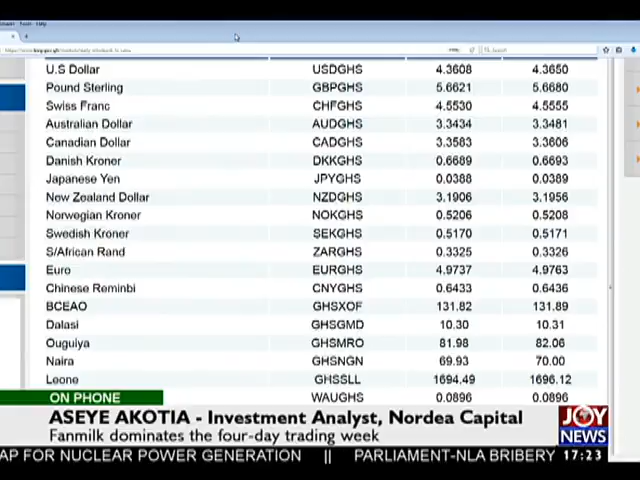 U.S Dollar USDGHS 4.3608 4.3650
Pound Sterling GBPGHS 5.6621 5.6680
Swiss Franc CHFGHS 4.5530 4.5555
Australian Dollar AUDGHS 3.3434 3.3481
Canadian Dollar CADGHS 3.3583 3.3606
Danish Kroner DKKGHS 0.6689 0.6693
Japanese Yen JPYGHS 0.0388 0.0389
New Zealand Dollar NZDGHS 3.1906 3.1956
Norwegian Kroner NOKGHS 0.5206 0.5208
Swedish Kroner SEKGHS 0.5170 0.5171
S/African Rand ZARGHS 0.3325 0.3326
Euro EURGHS 4.9737 4.9763
Chinese Reminbi CNYGHS 0.6433 0.6436
BCEAO GHSXOF 131.82 131.89
Dalasi GHSGMD 10.30 10.31
Ouguiya GHSMRO 81.98 82.06
Naira GHSNGN 69.93 70.00
Leone GHSSLL 1694.49 1696.12
WAUGHS 0.0896 0.0896
ON PHONE
ASEYE AKOTIA - Investment Analyst, Nordea Capital
Fanmilk dominates the four-day trading week
JOY
NEWS
AP FOR NUCLEAR POWER GENERATION || PARLIAMENT-NLA BRIBERY 17:23